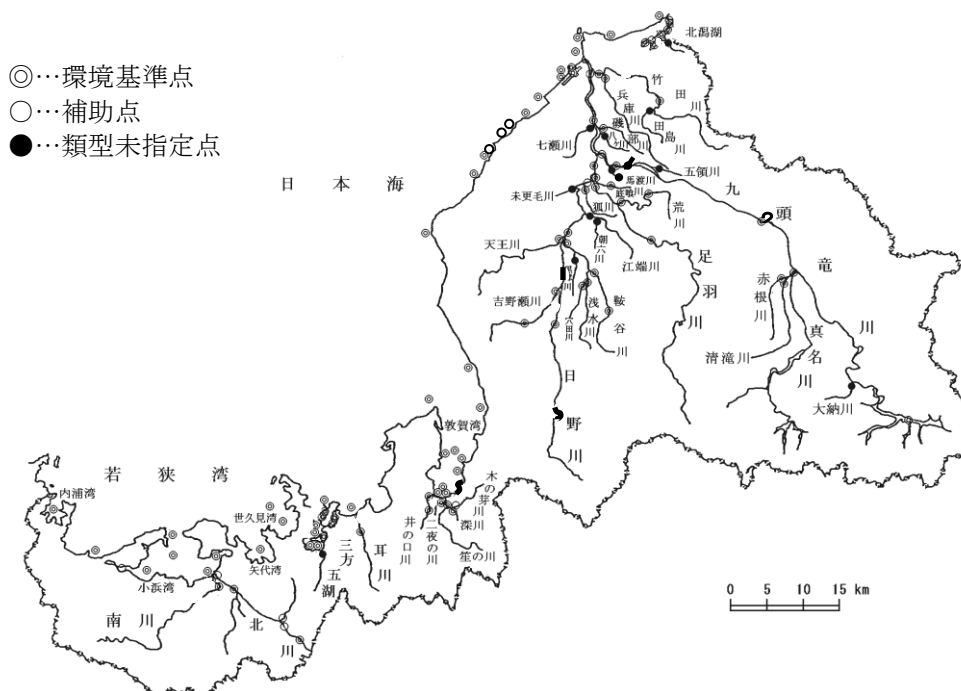 ◎…環境基準点
○…補助点
●…類型未指定点
北潟湖
竹田川
兵庫川
田島川
磯部川
八ヶ川
七瀬川
五領川
馬渡川
底喰川
日本海
九頭竜川
未更毛川
狐川
荒川
朝六川
江端川
足羽川
天王川
吉野瀬川
穴田川
浅水川
鞍谷川
赤根川
清滝川
真名川
大納川
日野川
敦賀湾
若狭湾
内浦湾
世久見湾
矢代湾
小浜湾
南川
北川
三方五湖
耳川
井の口川
二夜の川
深川
木の芽川
笙の川
0 5 10 15 km